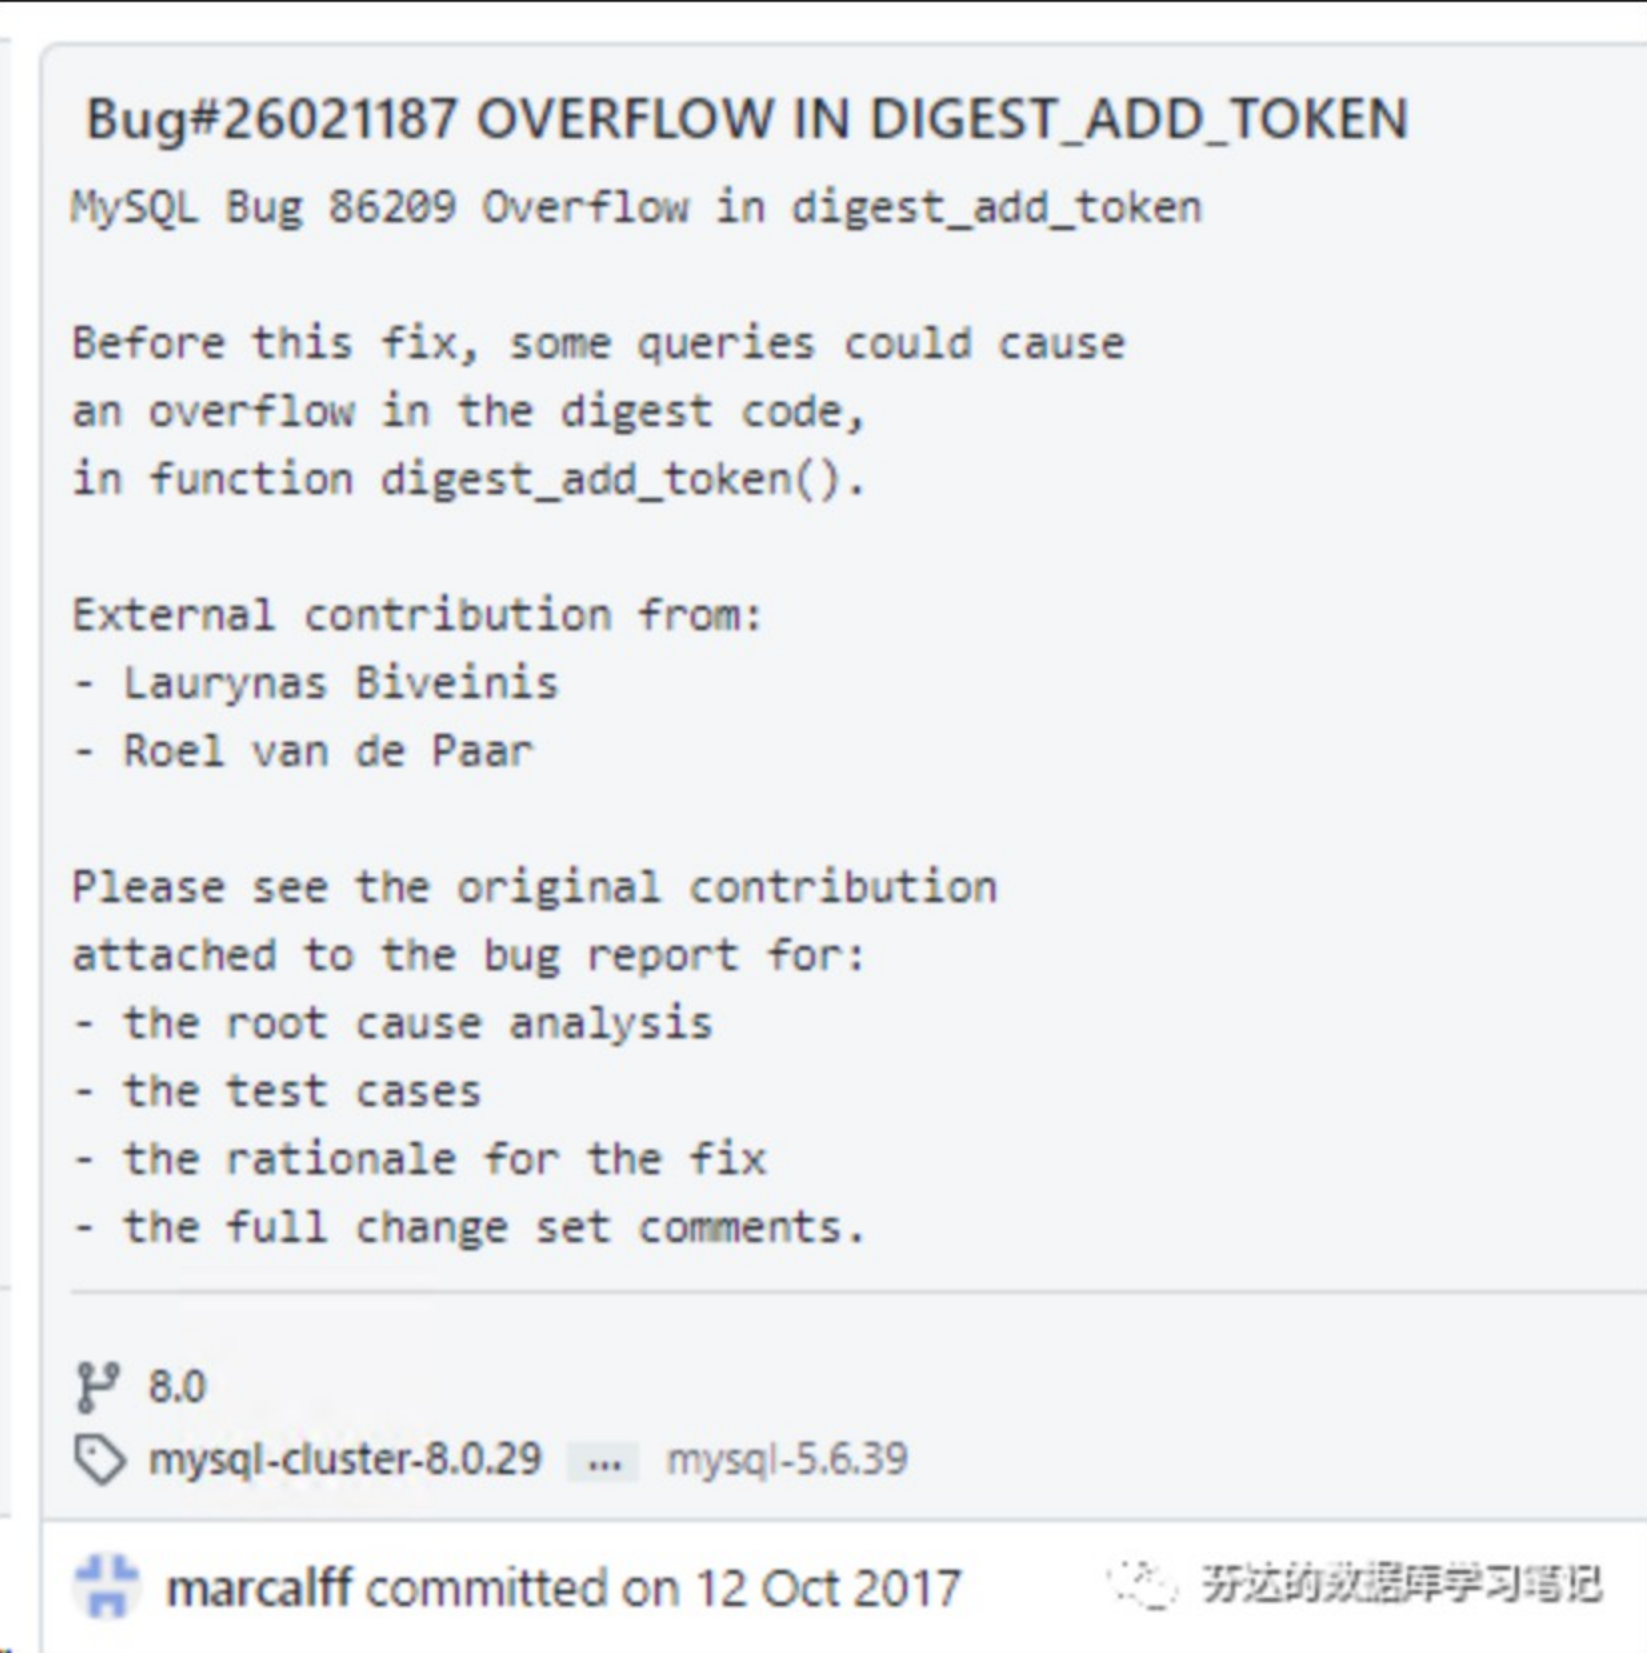 Bug#26021187 OVERFLOW IN DIGEST_ADD_TOKEN
MySQL Bug 86209 Overflow in digest_add_token
Before this fix, some queries could cause
an overflow in the digest code,
in function digest_add_token().
External contribution from:
- Laurynas Biveinis
- Roel van de Paar
Please see the original contribution
attached to the bug report for:
- the root cause analysis
- the test cases
- the rationale for the fix
- the full change set comments.
8.0
mysql-cluster-8.0.29 ... mysql-5.6.39
marcalff committed on 12 Oct 2017
芬达的数据库学习笔记